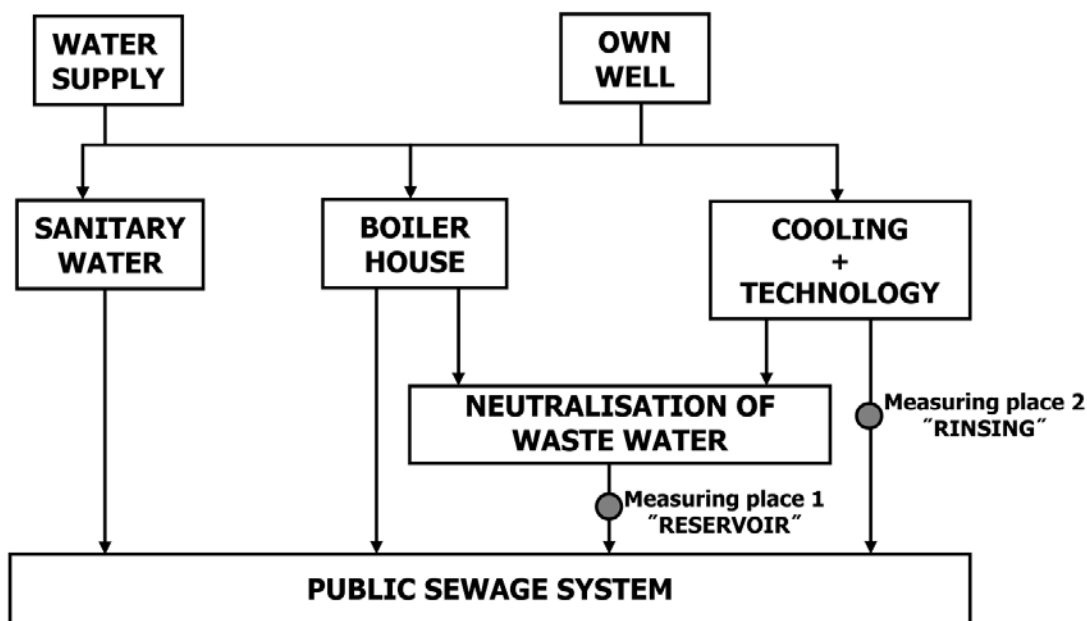 WATER
SUPPLY
OWN
WELL
SANITARY
WATER
BOILER
HOUSE
COOLING
+
TECHNOLOGY
NEUTRALISATION OF
WASTE WATER
Measuring place 2
˝RINSING˝
Measuring place 1
˝RESERVOIR˝
PUBLIC SEWAGE SYSTEM